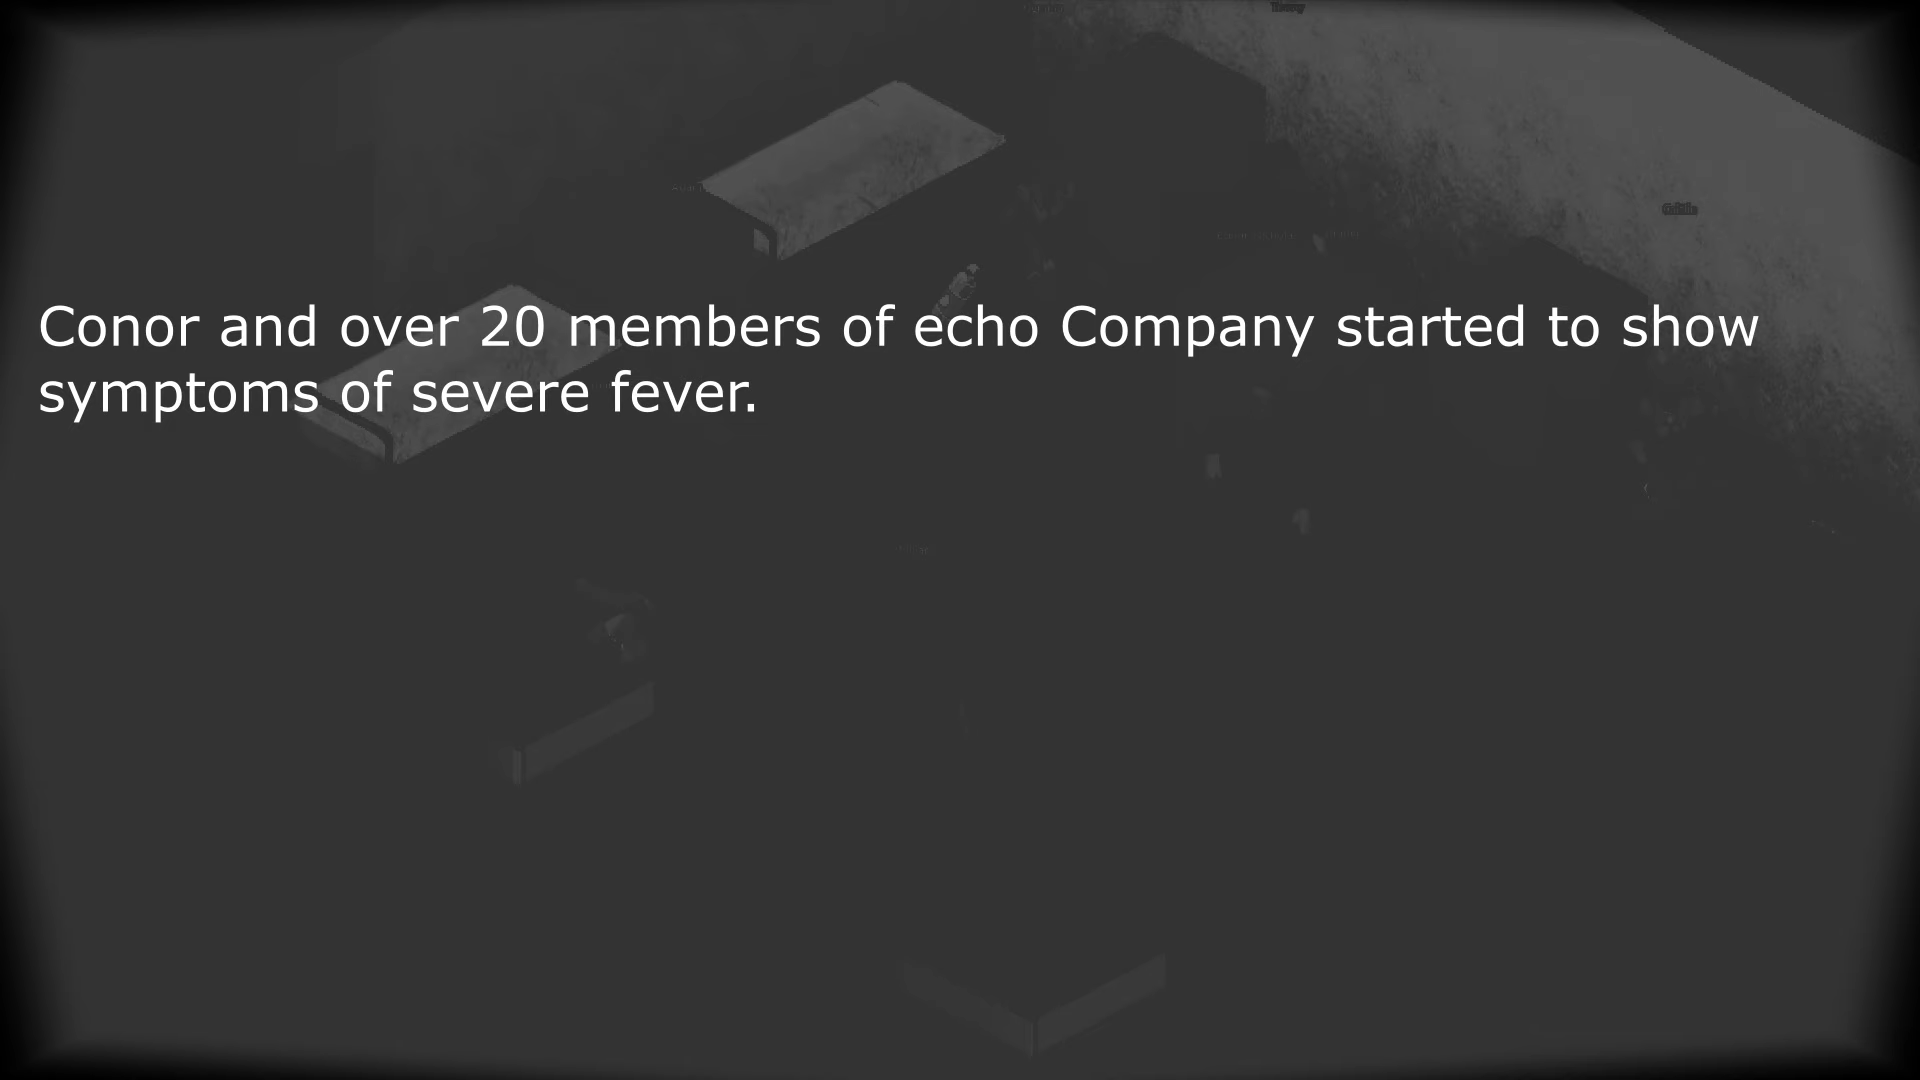 Conor and over 20 members of echo Company started to show
symptoms of severe fever.